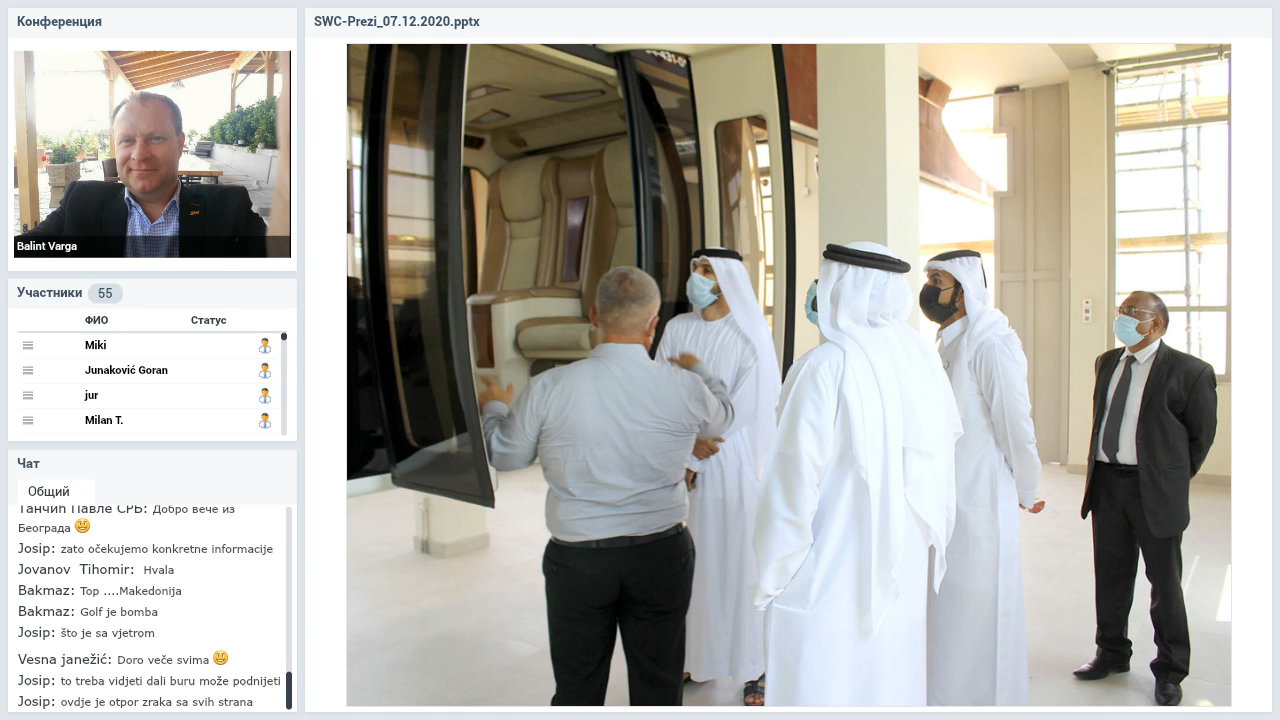 Конференция
SWC-Prezi_07.12.2020.pptx
Balint Varga
Участники 55
ФИО Статус
Miki
Junaković Goran
jur
Milan T.
Чат
Общий
Танчић Павле СРБ: Добро вече из
Београда
Josip: zato očekujemo konkretne informacije
Jovanov Tihomir: Hvala
Bakmaz: Top ....Makedonija
Bakmaz: Golf je bomba
Josip: što je sa vjetrom
Vesna janežić: Doro veče svima
Josip: to treba vidjeti dali buru može podnijeti
Josip: ovdje je otpor zraka sa svih strana